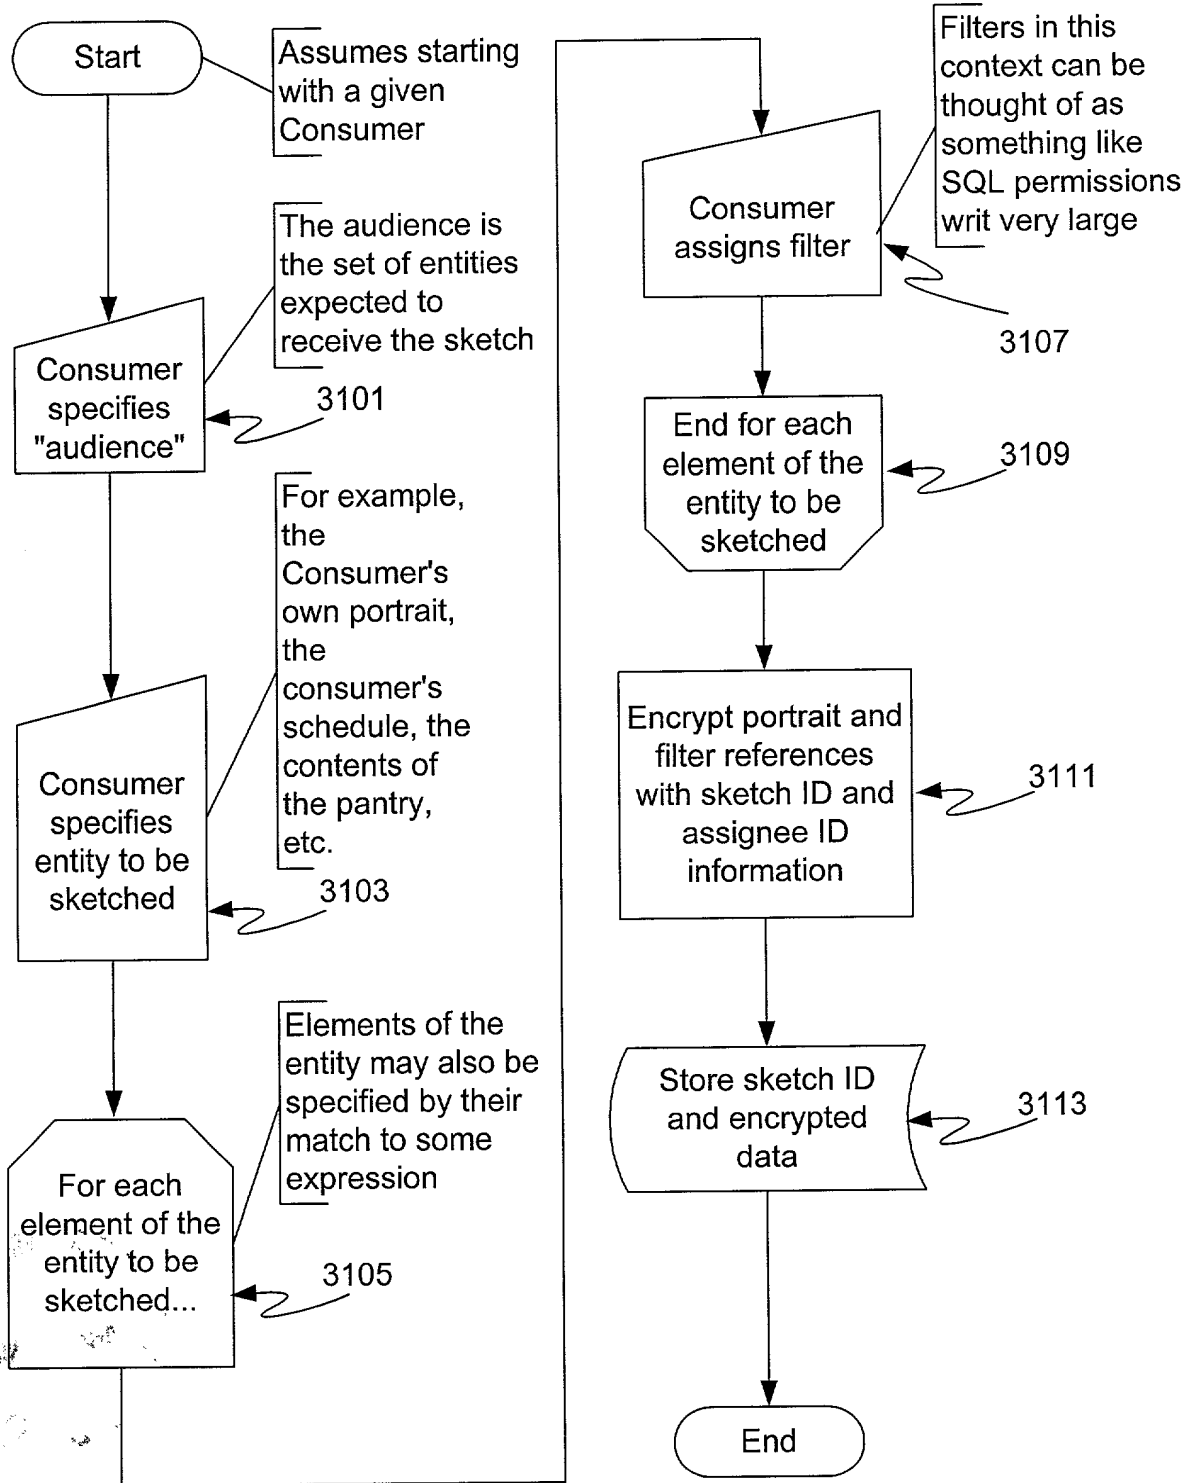 Start
Assumes starting
with a given
Consumer
The audience is
the set of entities
expected to
receive the sketch
Consumer
specifies
"audience"
3101
For example,
the
Consumer's
own portrait,
the
consumer's
schedule, the
contents of
the pantry,
etc.
Consumer
specifies
entity to be
sketched
3103
Elements of the
entity may also be
specified by their
match to some
expression
For each
element of the
entity to be
sketched...
3105
Filters in this
context can be
thought of as
something like
SQL permissions
writ very large
Consumer
assigns filter
3107
End for each
element of the
entity to be
sketched
3109
Encrypt portrait and
filter references
with sketch ID and
assignee ID
information
3111
Store sketch ID
and encrypted
data
3113
End